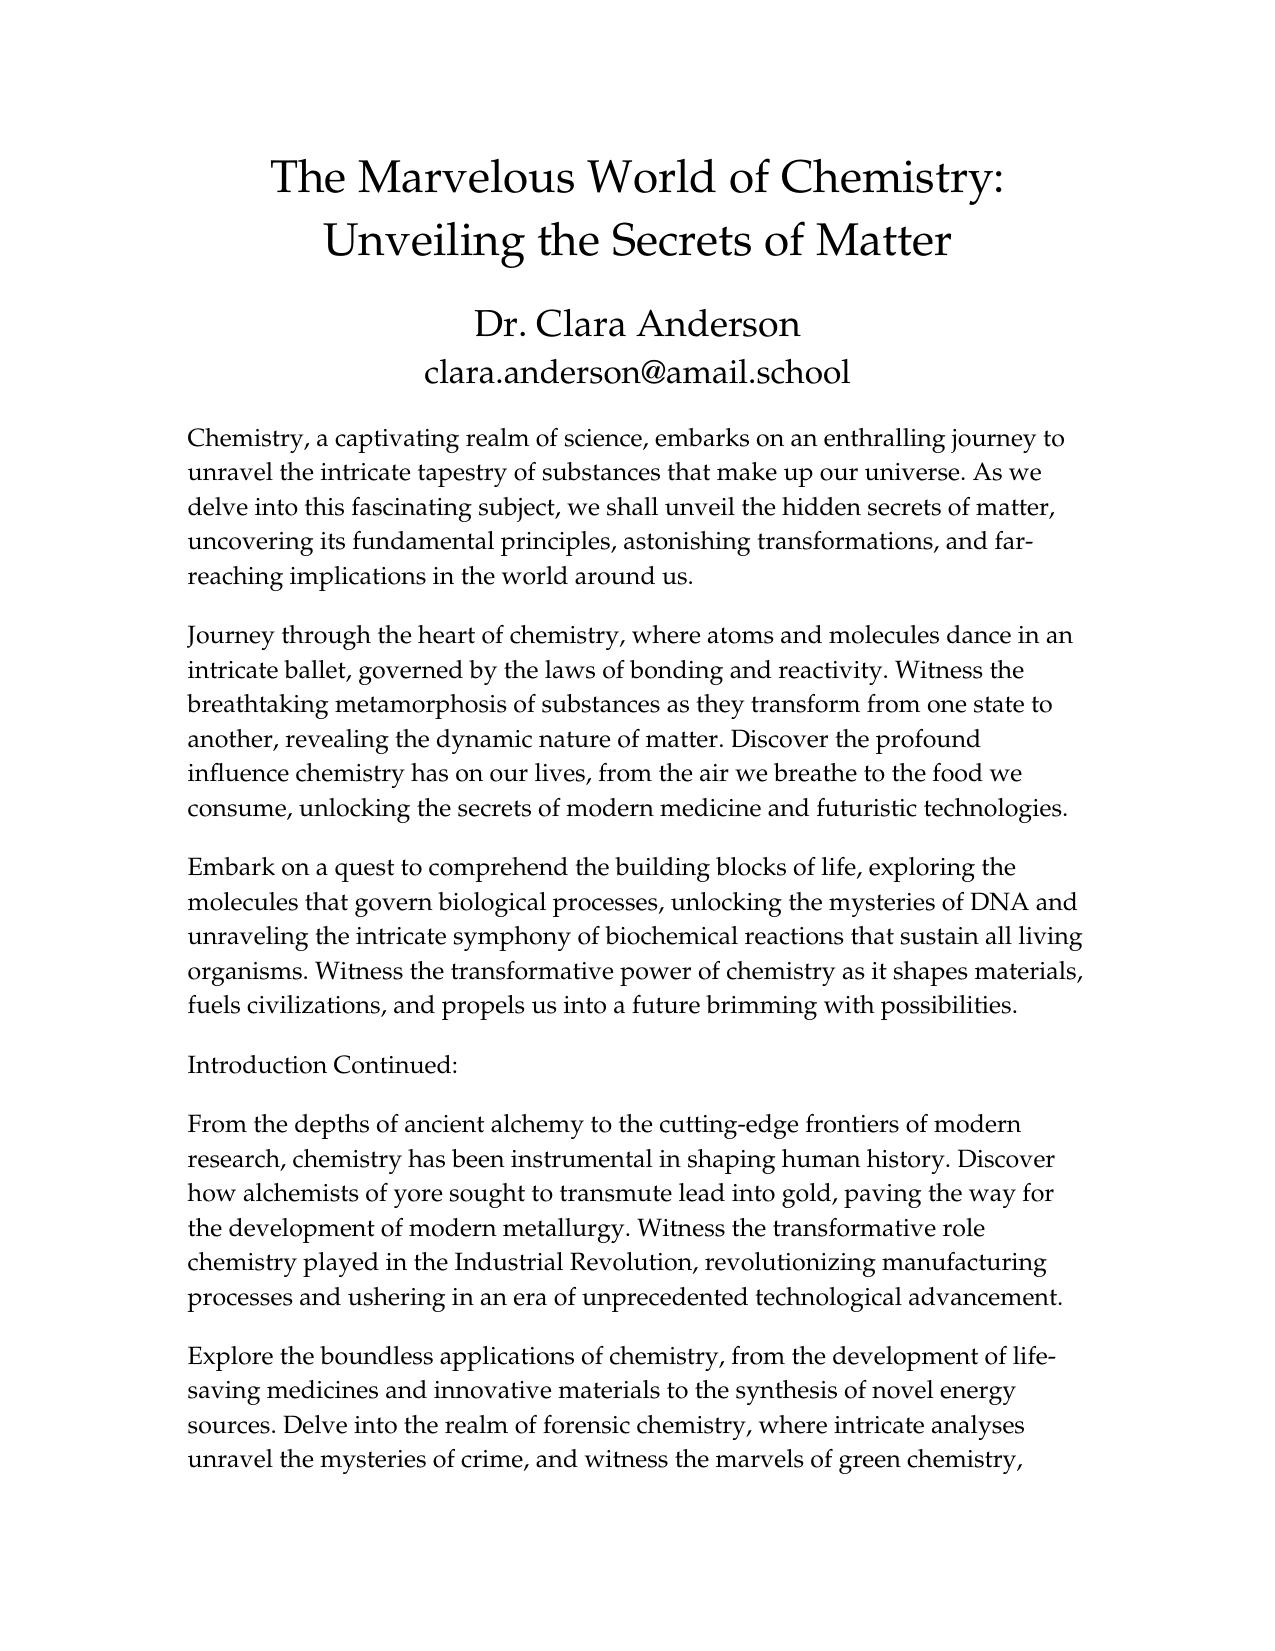 The Marvelous World of Chemistry:
Unveiling the Secrets of Matter
Dr. Clara Anderson
clara.anderson@amail.school
Chemistry, a captivating realm of science, embarks on an enthralling journey to
unravel the intricate tapestry of substances that make up our universe. As we
delve into this fascinating subject, we shall unveil the hidden secrets of matter,
uncovering its fundamental principles, astonishing transformations, and far-
reaching implications in the world around us.
Journey through the heart of chemistry, where atoms and molecules dance in an
intricate ballet, governed by the laws of bonding and reactivity. Witness the
breathtaking metamorphosis of substances as they transform from one state to
another, revealing the dynamic nature of matter. Discover the profound
influence chemistry has on our lives, from the air we breathe to the food we
consume, unlocking the secrets of modern medicine and futuristic technologies.
Embark on a quest to comprehend the building blocks of life, exploring the
molecules that govern biological processes, unlocking the mysteries of DNA and
unraveling the intricate symphony of biochemical reactions that sustain all living
organisms. Witness the transformative power of chemistry as it shapes materials,
fuels civilizations, and propels us into a future brimming with possibilities.
Introduction Continued:
From the depths of ancient alchemy to the cutting-edge frontiers of modern
research, chemistry has been instrumental in shaping human history. Discover
how alchemists of yore sought to transmute lead into gold, paving the way for
the development of modern metallurgy. Witness the transformative role
chemistry played in the Industrial Revolution, revolutionizing manufacturing
processes and ushering in an era of unprecedented technological advancement.
Explore the boundless applications of chemistry, from the development of life-
saving medicines and innovative materials to the synthesis of novel energy
sources. Delve into the realm of forensic chemistry, where intricate analyses
unravel the mysteries of crime, and witness the marvels of green chemistry,